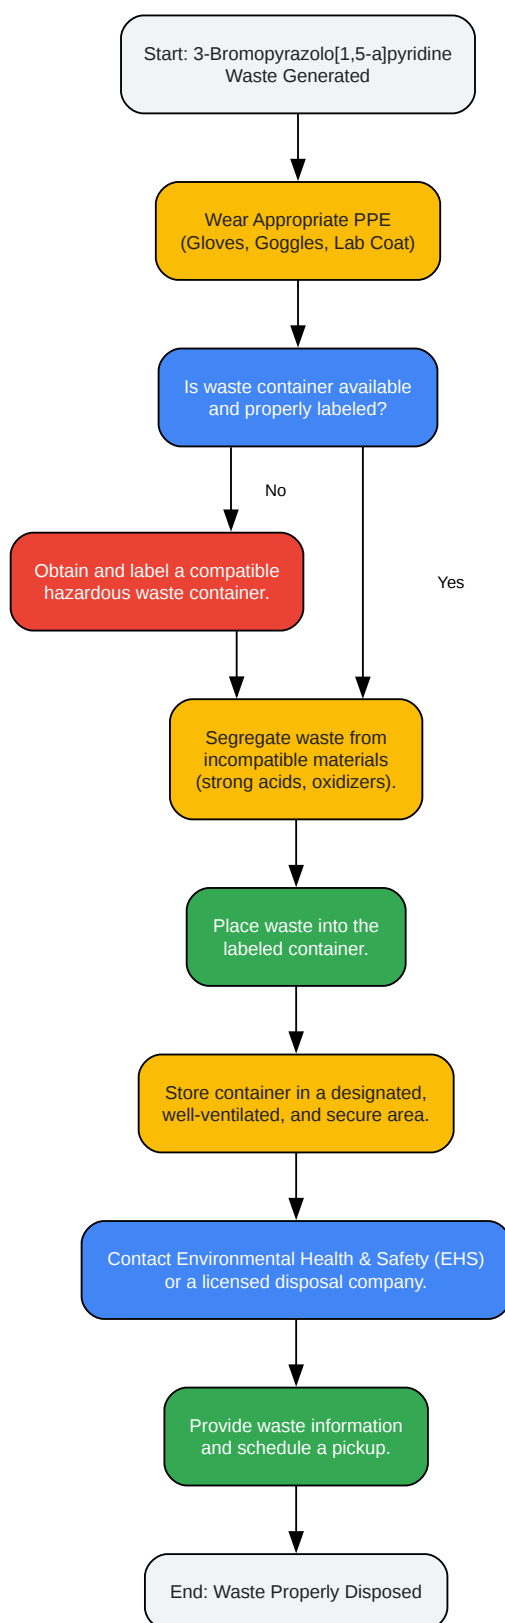 Start: 3-Bromopyrazolo[1,5-a]pyridine
Waste Generated
Wear Appropriate PPE
(Gloves, Goggles, Lab Coat)
Is waste container available
and properly labeled?
No
Obtain and label a compatible
hazardous waste container.
Yes
Segregate waste from
incompatible materials
(strong acids, oxidizers).
Place waste into the
labeled container.
Store container in a designated,
well-ventilated, and secure area.
Contact Environmental Health & Safety (EHS)
or a licensed disposal company.
Provide waste information
and schedule a pickup.
End: Waste Properly Disposed